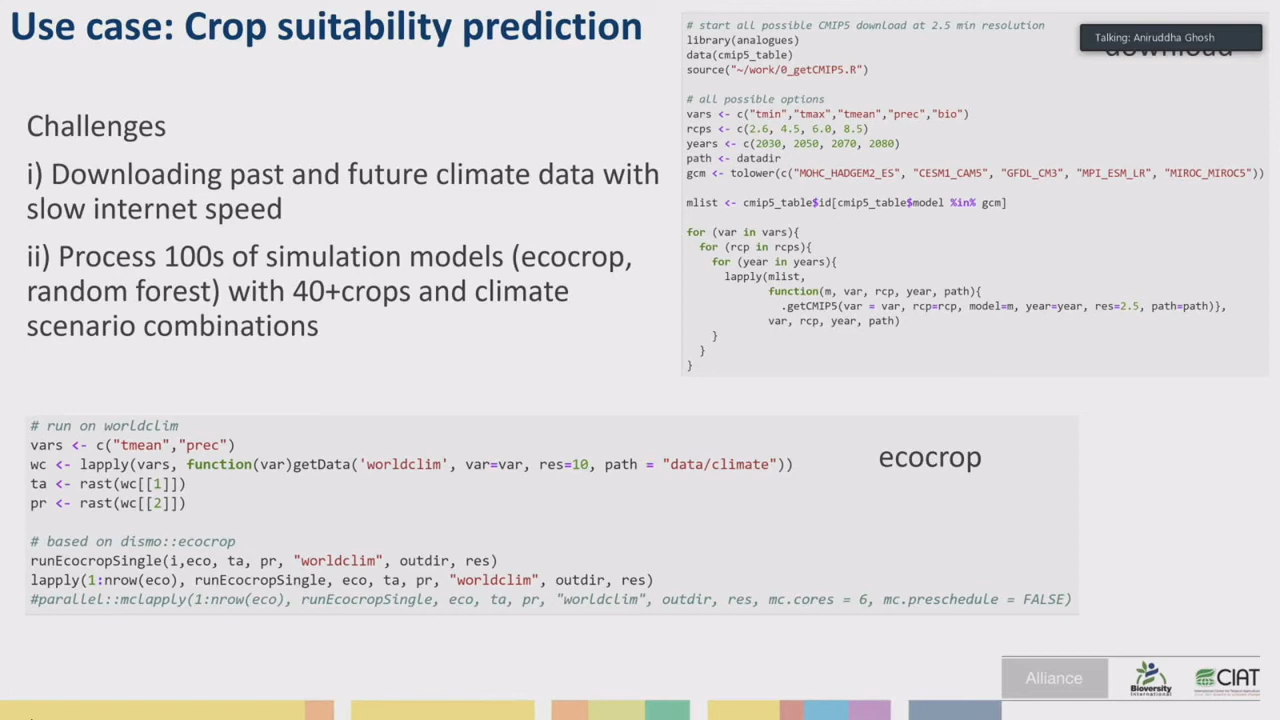 Use case: Crop suitability prediction
Challenges
i) Downloading past and future climate data with
slow internet speed
ii) Process 100s of simulation models (ecocrop,
random forest) with 40+crops and climate
scenario combinations
# start all possible CMIP5 download at 2.5 min resolution
library(analogues)
data(cmip5_table)
source("~/work/0_getCMIP5.R")
# all possible options
vars <- c("tmin","tmax","tmean","prec","bio")
rcps <- c(2.6, 4.5, 6.0, 8.5)
years <- c(2030, 2050, 2070, 2080)
path <- datadir
gcm <- tolower(c("MOHC_HADGEM2_ES", "CESM1_CAM5", "GFDL_CM3", "MPI_ESM_LR", "MIROC_MIROC5"))
mlist <- cmip5_table$id[cmip5_table$model %in% gcm]
for (var in vars){
for (rcp in rcps){
for (year in years){
lapply(mlist,
function(m, var, rcp, year, path){
.getCMIP5(var = var, rcp=rcp, model=m, year=year, res=2.5, path=path)},
var, rcp, year, path)
}
}
}
Talking: Aniruddha Ghosh
download
# run on worldclim
vars <- c("tmean","prec")
wc <- lapply(vars, function(var)getData('worldclim', var=var, res=10, path = "data/climate"))
ta <- rast(wc[[1]])
pr <- rast(wc[[2]])
# based on dismo::ecocrop
runEcocropSingle(i,eco, ta, pr, "worldclim", outdir, res)
lapply(1:nrow(eco), runEcocropSingle, eco, ta, pr, "worldclim", outdir, res)
#parallel::mclapply(1:nrow(eco), runEcocropSingle, eco, ta, pr, "worldclim", outdir, res, mc.cores = 6, mc.preschedule = FALSE)
ecocrop
Alliance
Bioversity
International
CIAT